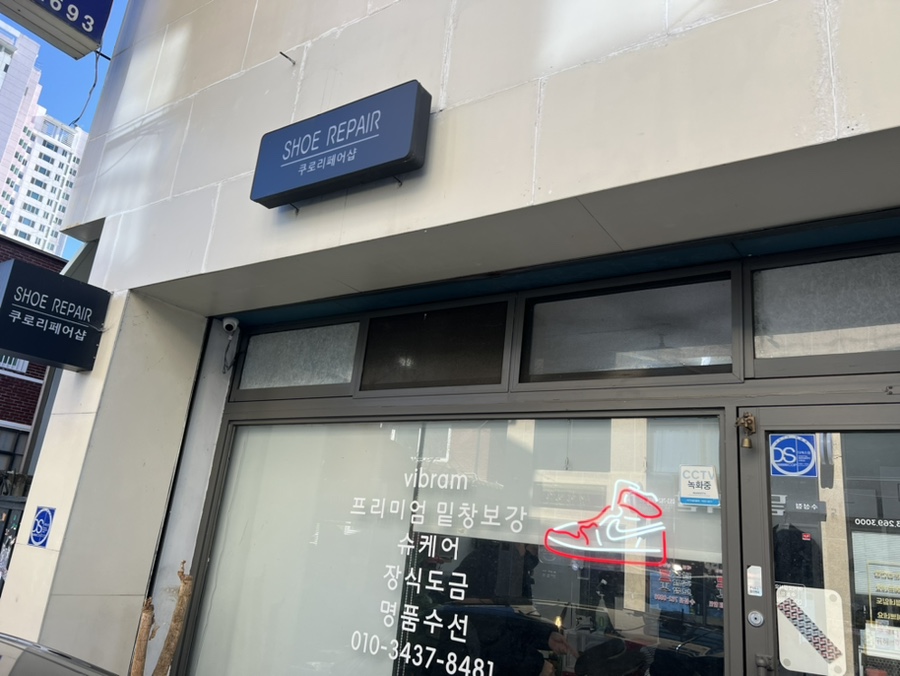 693
SHOE REPAIR
쿠로리페어샵
SHOE REPAIR
쿠로리페어샵
vibram
프리미엄 밑창보강
슈케어
장식도금
명품수선
010-3437-8481
CCTV
녹화중
269.3000